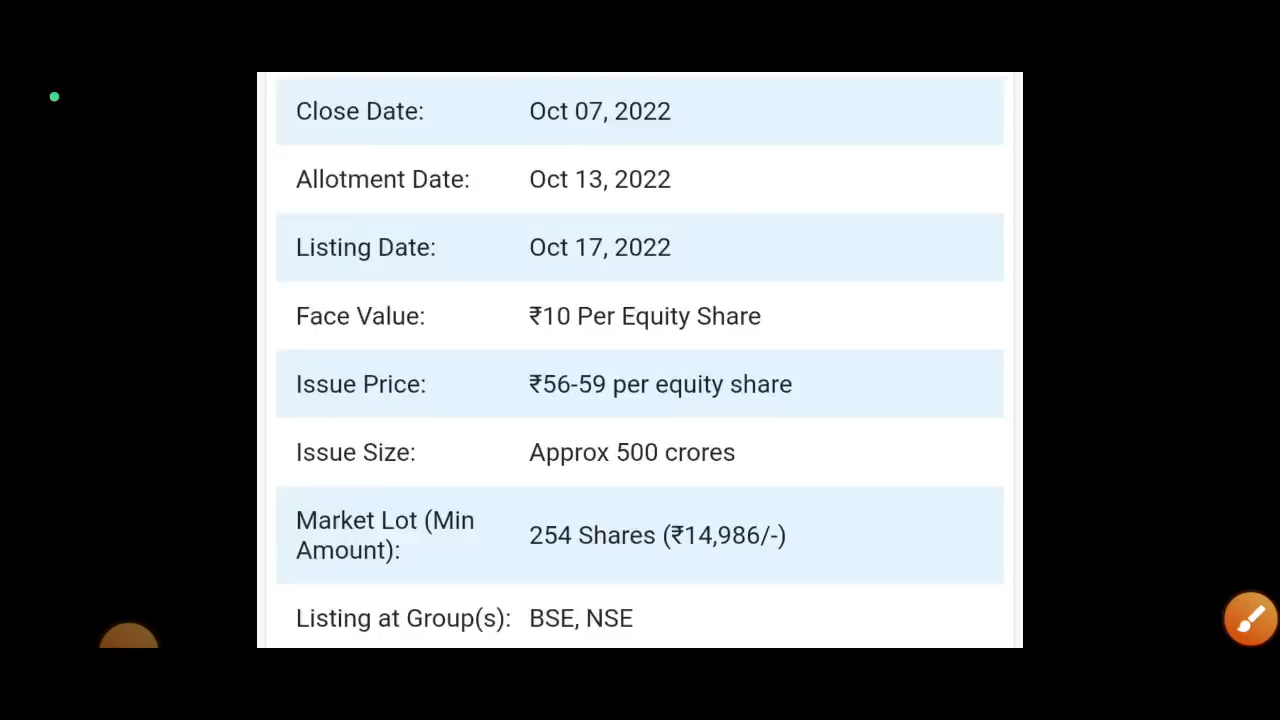 Close Date: Oct 07, 2022
Allotment Date: Oct 13, 2022
Listing Date: Oct 17, 2022
Face Value: ₹10 Per Equity Share
Issue Price: ₹56-59 per equity share
Issue Size: Approx 500 crores
Market Lot (Min
Amount): 254 Shares (₹14,986/-)
Listing at Group(s): BSE, NSE